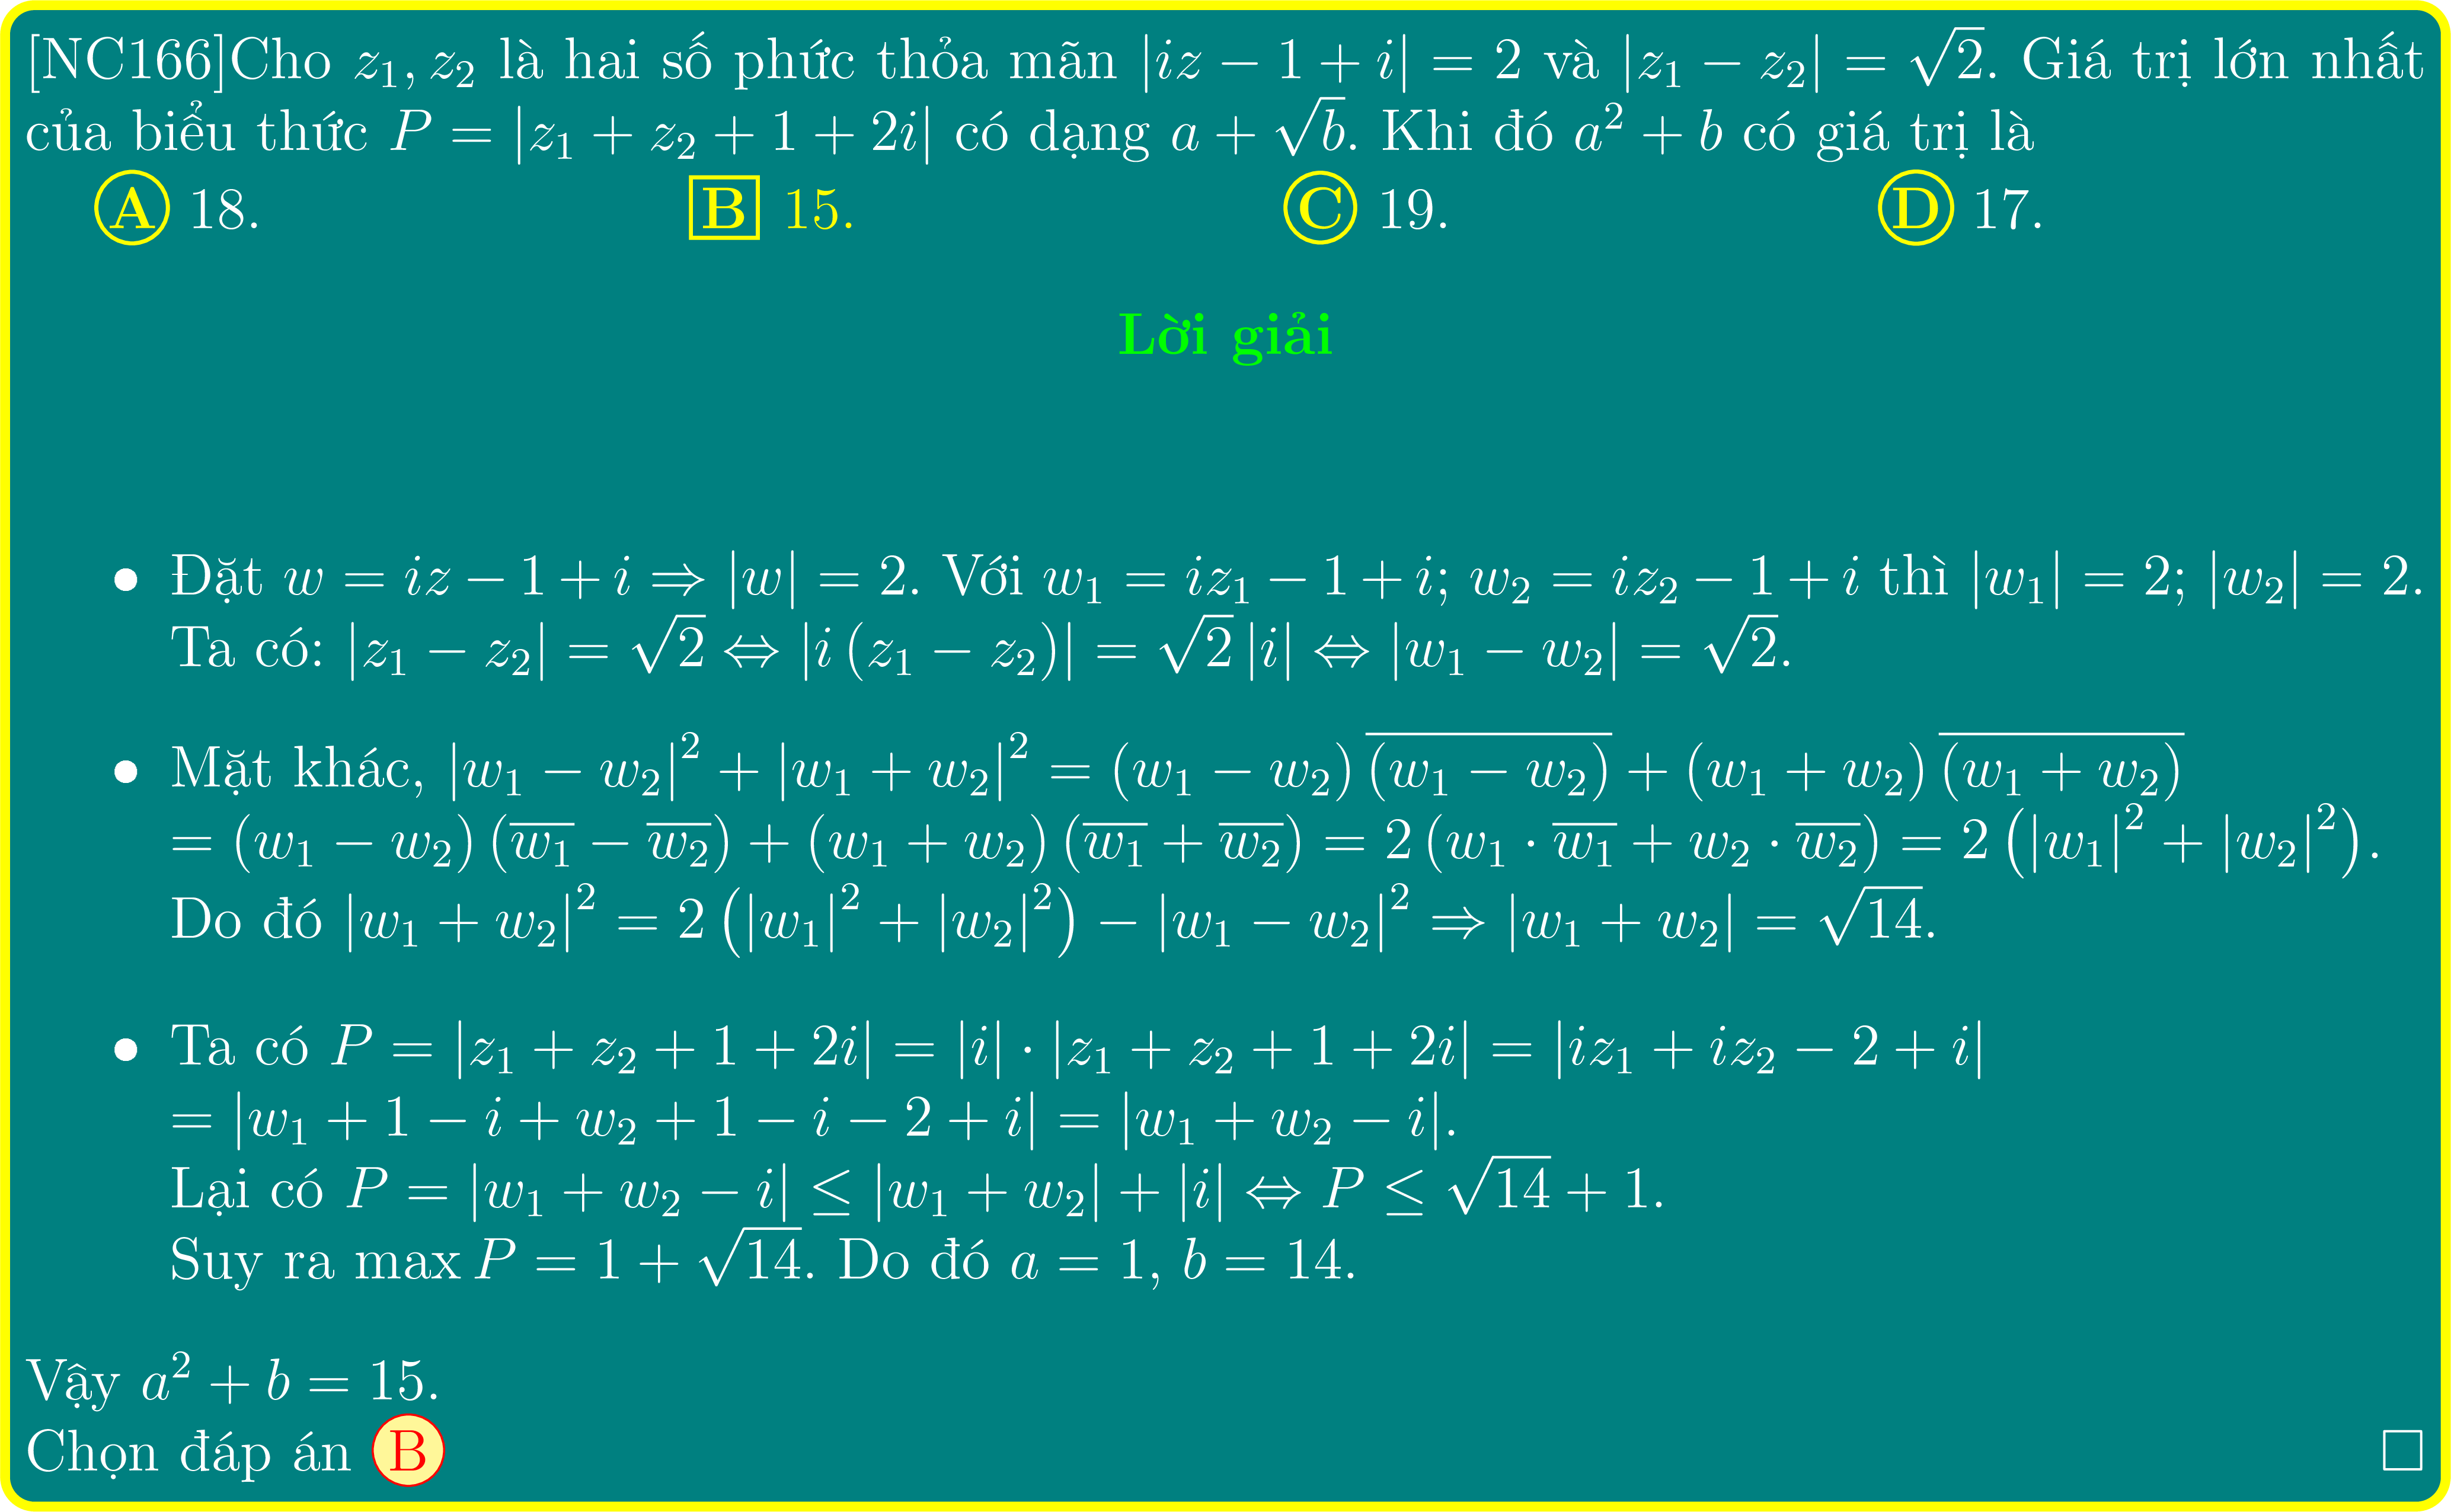 [NC166]Cho $z_1, z_2$ là hai số phức thỏa mãn $|iz - 1 + i| = 2$ và $|z_1 - z_2| = \sqrt{2}$. Giá trị lớn nhất
của biểu thức $P = |z_1 + z_2 + 1 + 2i|$ có dạng $a + \sqrt{b}$. Khi đó $a^2 + b$ có giá trị là
A 18. B 15. C 19. D 17.
Lời giải
• Đặt $w = iz - 1 + i \Rightarrow |w| = 2$. Với $w_1 = iz_1 - 1 + i$; $w_2 = iz_2 - 1 + i$ thì $|w_1| = 2$; $|w_2| = 2$.
Ta có: $|z_1 - z_2| = \sqrt{2} \Leftrightarrow |i(z_1 - z_2)| = \sqrt{2}|i| \Leftrightarrow |w_1 - w_2| = \sqrt{2}$.
• Mặt khác, $|w_1 - w_2|^2 + |w_1 + w_2|^2 = (w_1 - w_2)\overline{(w_1 - w_2)} + (w_1 + w_2)\overline{(w_1 + w_2)}$
$= (w_1 - w_2)(\overline{w_1} - \overline{w_2}) + (w_1 + w_2)(\overline{w_1} + \overline{w_2}) = 2(w_1 \cdot \overline{w_1} + w_2 \cdot \overline{w_2}) = 2(|w_1|^2 + |w_2|^2)$.
Do đó $|w_1 + w_2|^2 = 2(|w_1|^2 + |w_2|^2) - |w_1 - w_2|^2 \Rightarrow |w_1 + w_2| = \sqrt{14}$.
• Ta có $P = |z_1 + z_2 + 1 + 2i| = |i| \cdot |z_1 + z_2 + 1 + 2i| = |iz_1 + iz_2 - 2 + i|$
$= |w_1 + 1 - i + w_2 + 1 - i - 2 + i| = |w_1 + w_2 - i|$.
Lại có $P = |w_1 + w_2 - i| \leq |w_1 + w_2| + |i| \Leftrightarrow P \leq \sqrt{14} + 1$.
Suy ra $\max P = 1 + \sqrt{14}$. Do đó $a = 1$, $b = 14$.
Vậy $a^2 + b = 15$.
Chọn đáp án B □